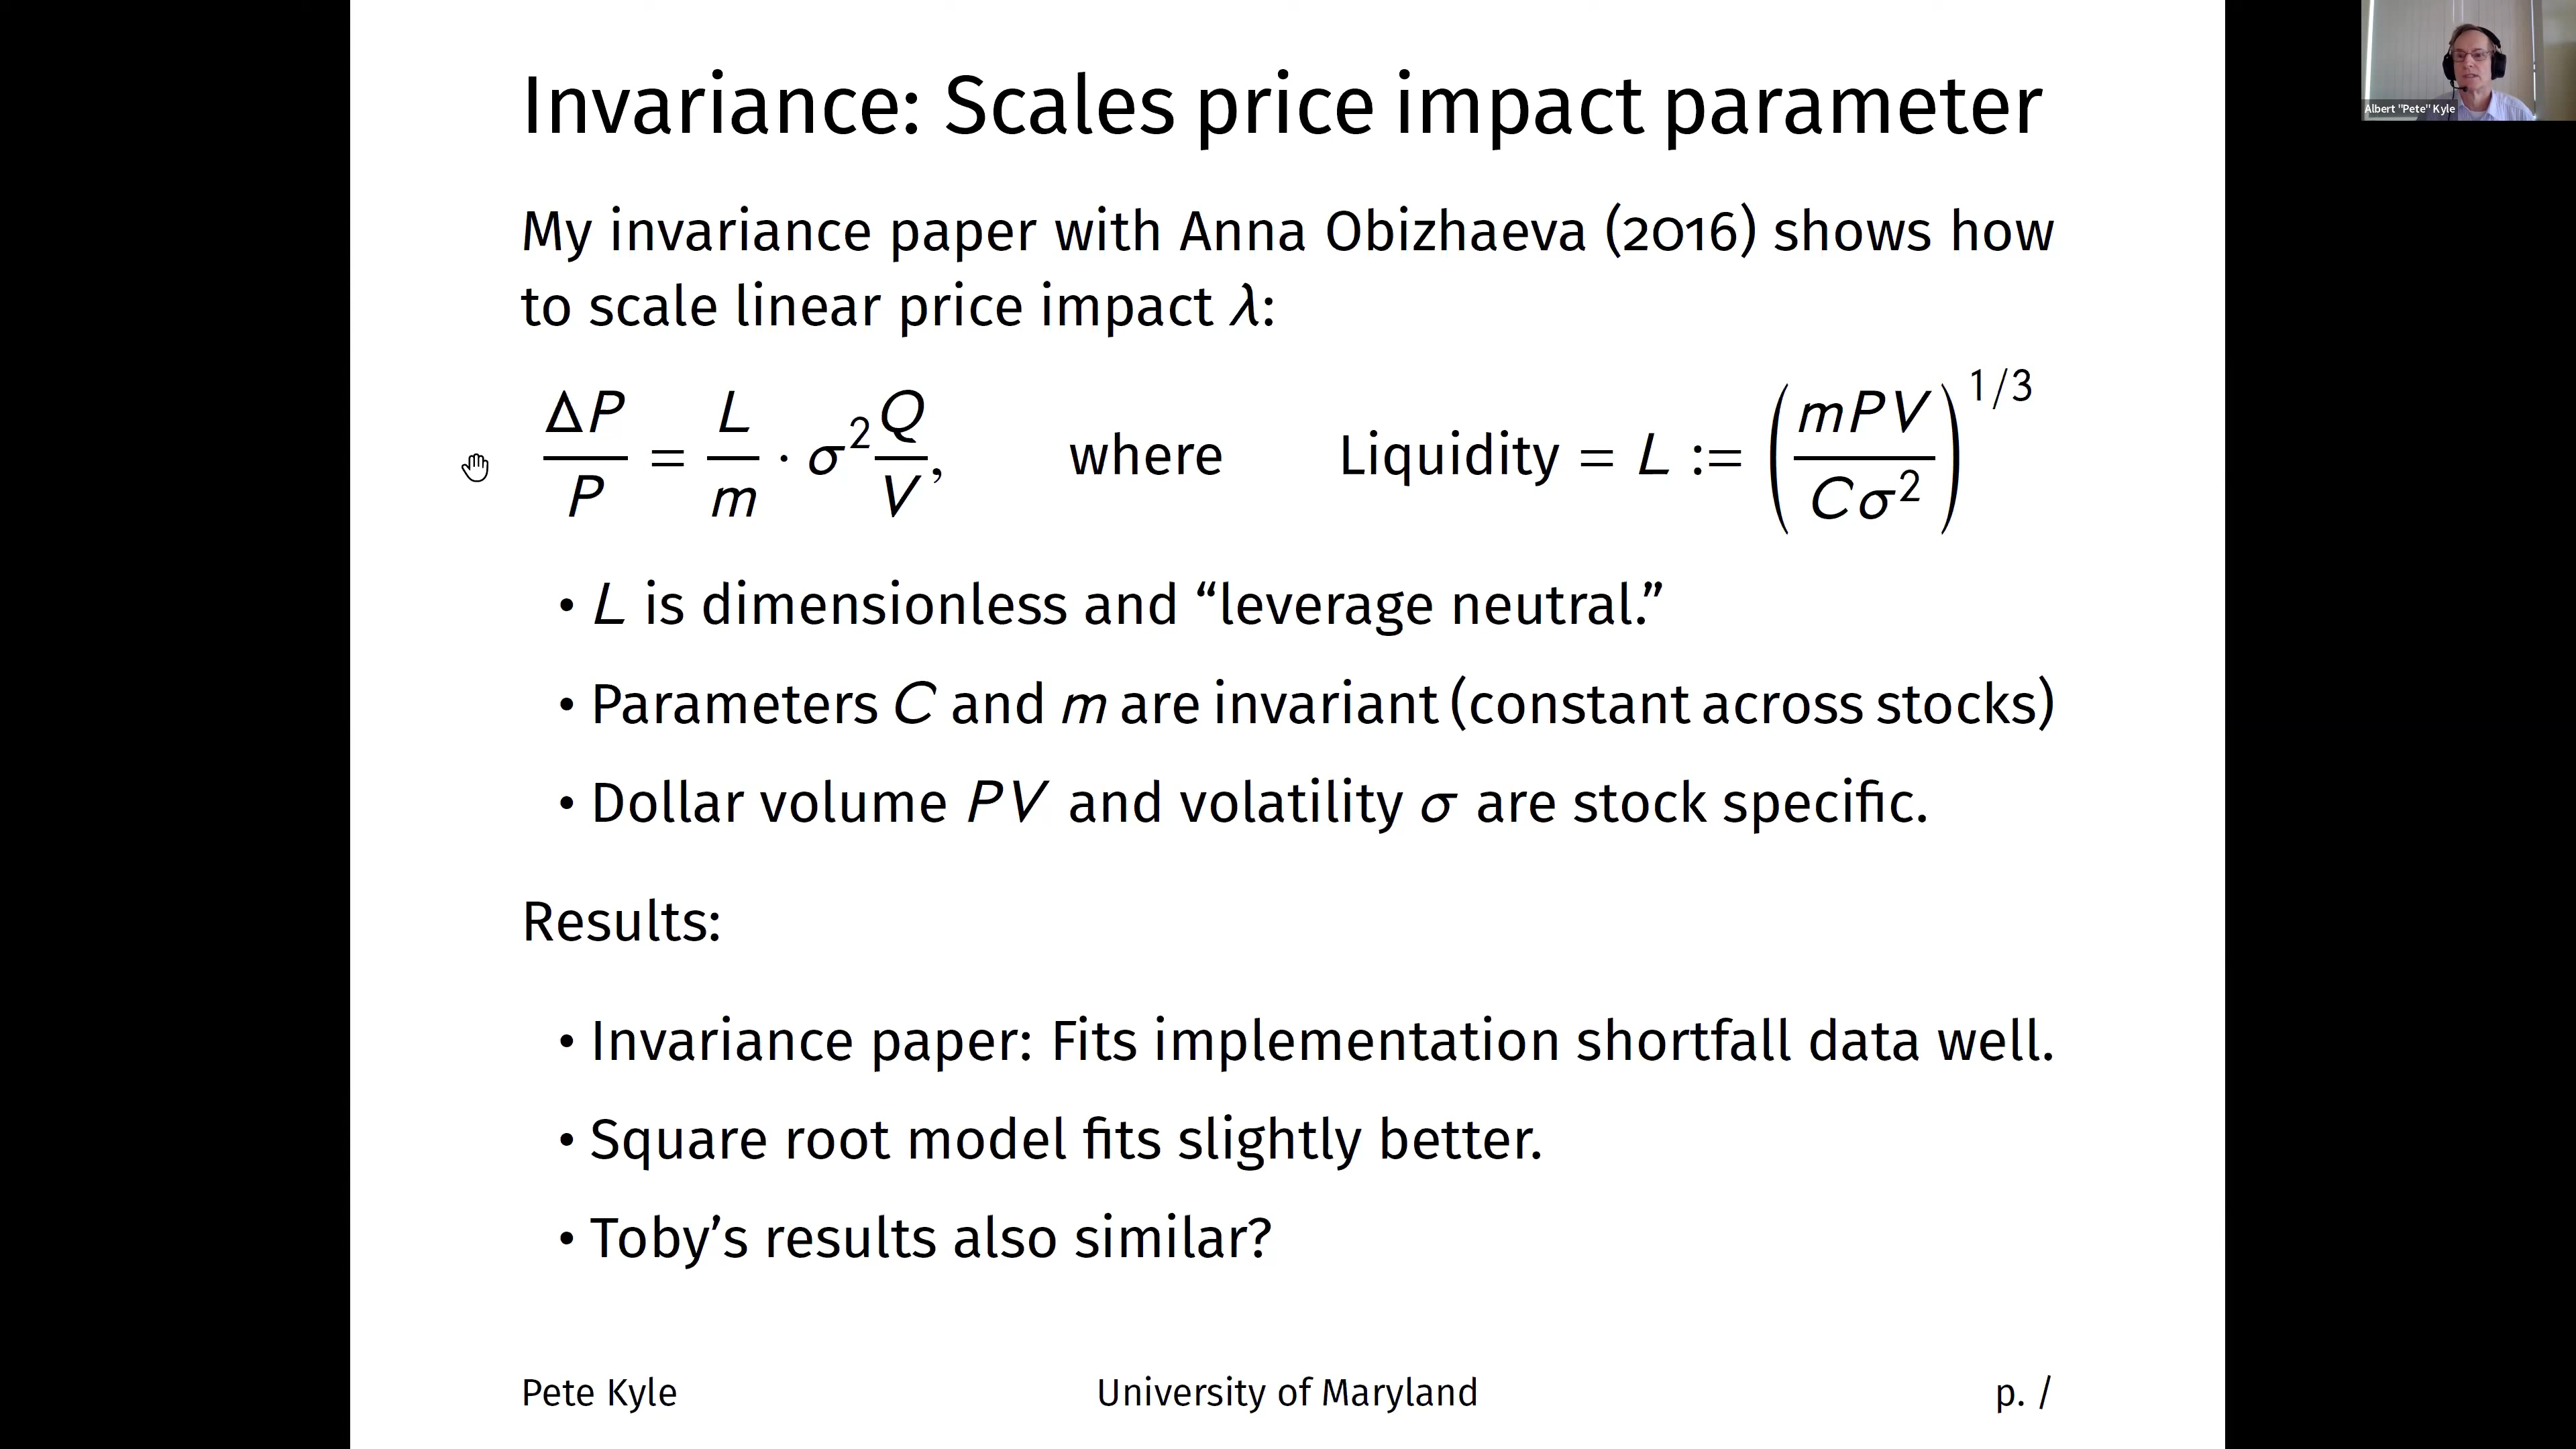 Invariance: Scales price impact parameter
Albert "Pete" Kyle
My invariance paper with Anna Obizhaeva (2016) shows how
to scale linear price impact λ:
ΔP/P = L/m · σ² Q/V, where Liquidity = L := (mPV/Cσ²)^1/3
• L is dimensionless and “leverage neutral.”
• Parameters C and m are invariant (constant across stocks)
• Dollar volume PV and volatility σ are stock specific.
Results:
• Invariance paper: Fits implementation shortfall data well.
• Square root model fits slightly better.
• Toby’s results also similar?
Pete Kyle University of Maryland p. /